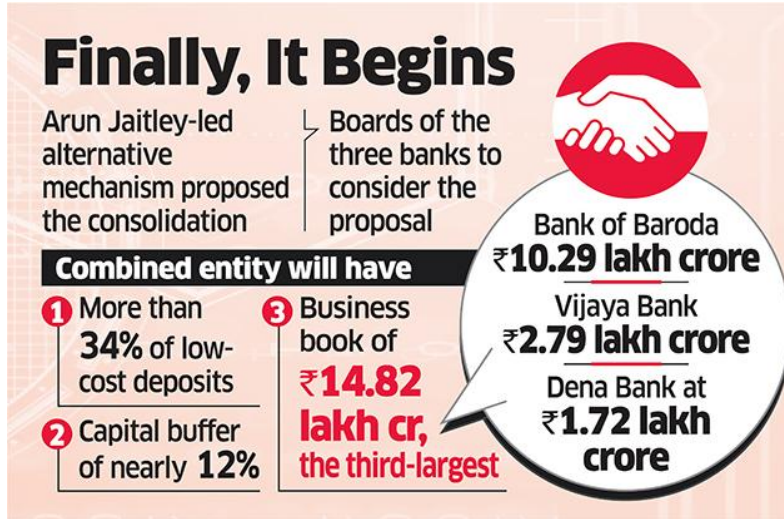 Finally, It Begins
Arun Jaitley-led
alternative
mechanism proposed
the consolidation
Boards of the
three banks to
consider the
proposal
Combined entity will have
1 More than
34% of low-
cost deposits
2 Capital buffer
of nearly 12%
3 Business
book of
₹14.82
lakh cr,
the third-largest
Bank of Baroda
₹10.29 lakh crore
Vijaya Bank
₹2.79 lakh crore
Dena Bank at
₹1.72 lakh
crore